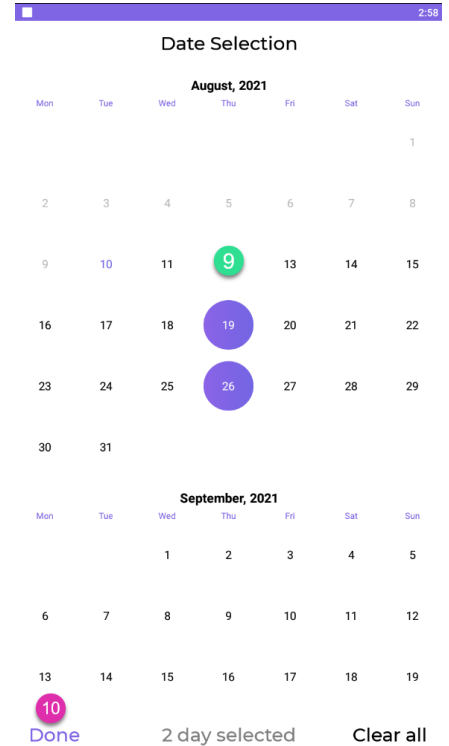 2:58
Date Selection
August, 2021
Mon Tue Wed Thu Fri Sat Sun
1
2 3 4 5 6 7 8
9 10 11 9 13 14 15
16 17 18 19 20 21 22
23 24 25 26 27 28 29
30 31
September, 2021
Mon Tue Wed Thu Fri Sat Sun
1 2 3 4 5
6 7 8 9 10 11 12
13 14 15 16 17 18 19
10
Done 2 day selected Clear all